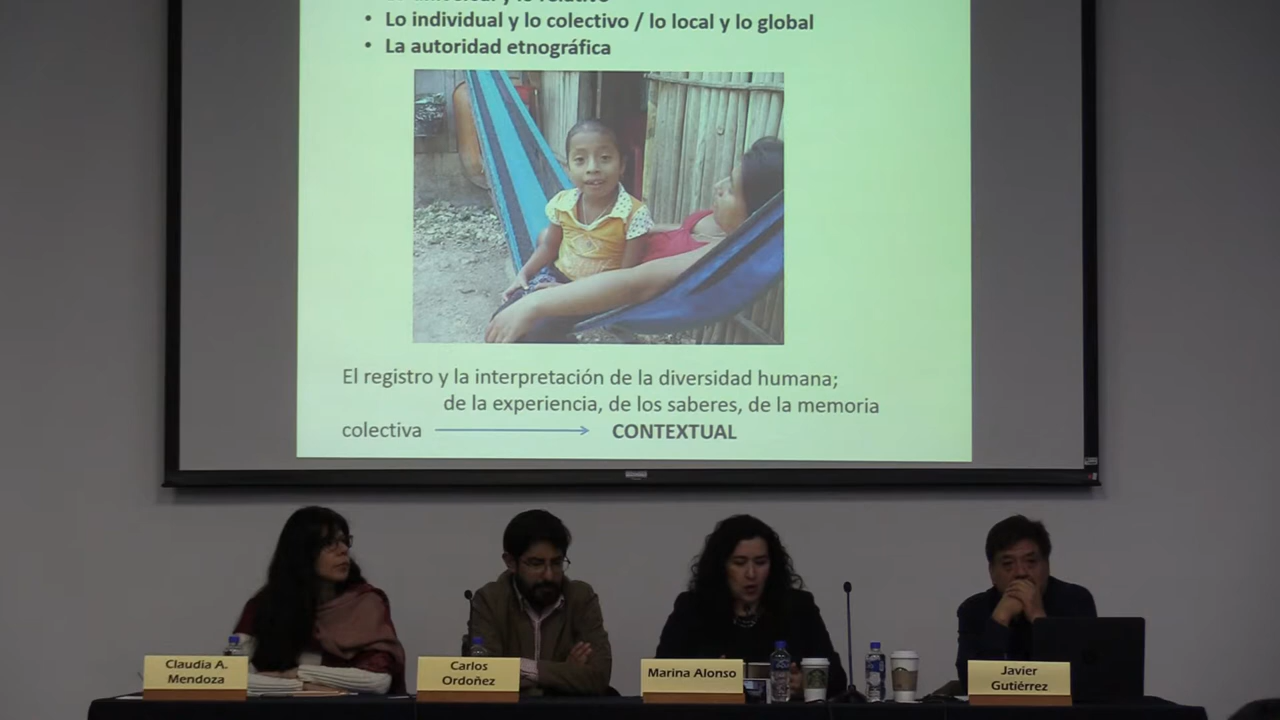 • Lo individual y lo colectivo / lo local y lo global
• La autoridad etnográfica
El registro y la interpretación de la diversidad humana;
de la experiencia, de los saberes, de la memoria
colectiva → CONTEXTUAL
Claudia A.
Mendoza
Carlos
Ordoñez
Marina Alonso
Javier
Gutiérrez